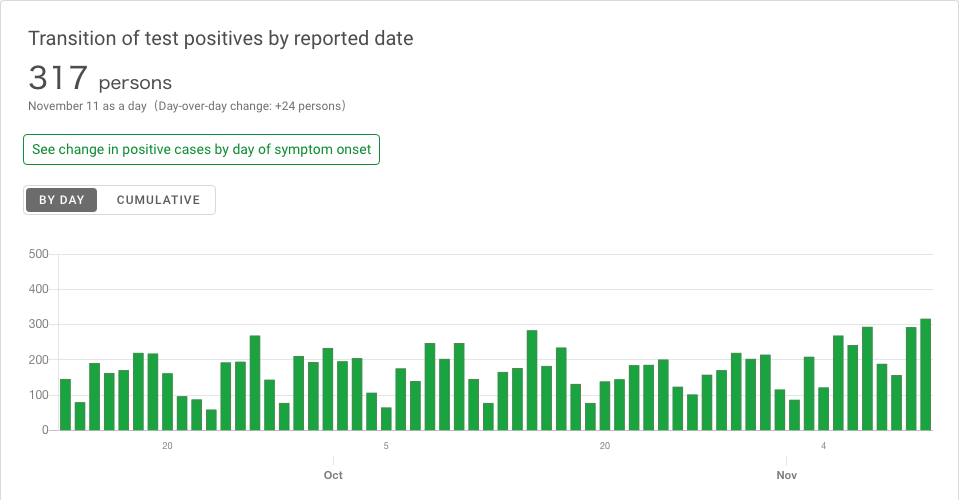 Transition of test positives by reported date
317 persons
November 11 as a day（Day-over-day change: +24 persons）
See change in positive cases by day of symptom onset
BY DAY CUMULATIVE
500
400
300
200
100
0
20 5 20 4
Oct Nov